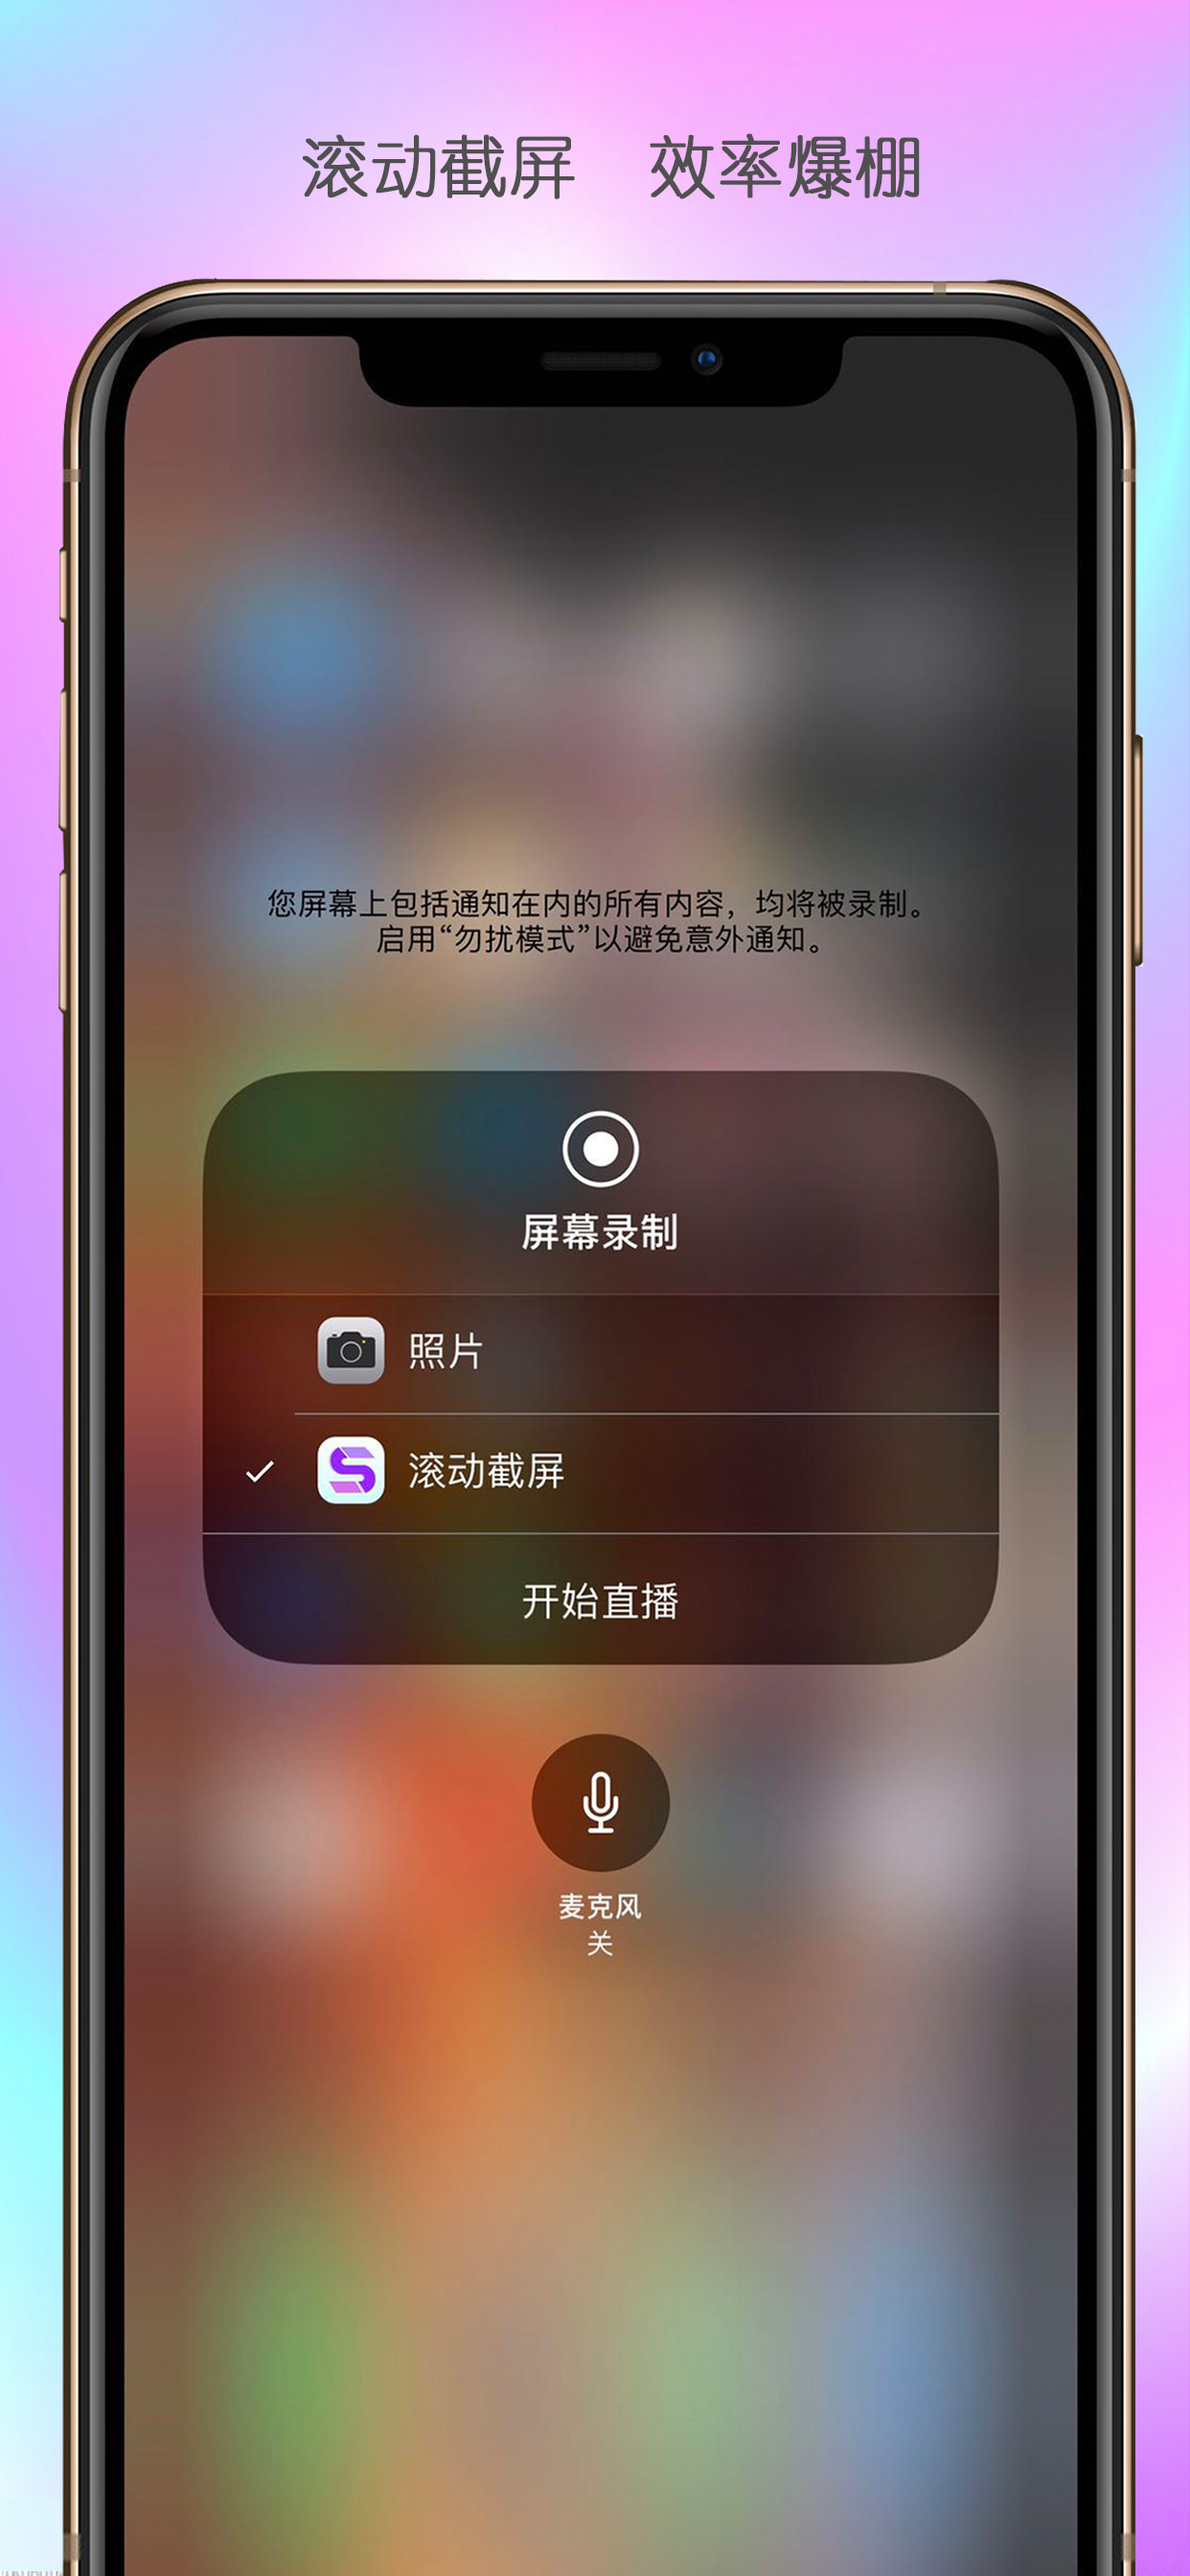 滚动截屏　效率爆棚
您屏幕上包括通知在内的所有内容，均将被录制。
启用“勿扰模式”以避免意外通知。
屏幕录制
照片
滚动截屏
开始直播
麦克风
关